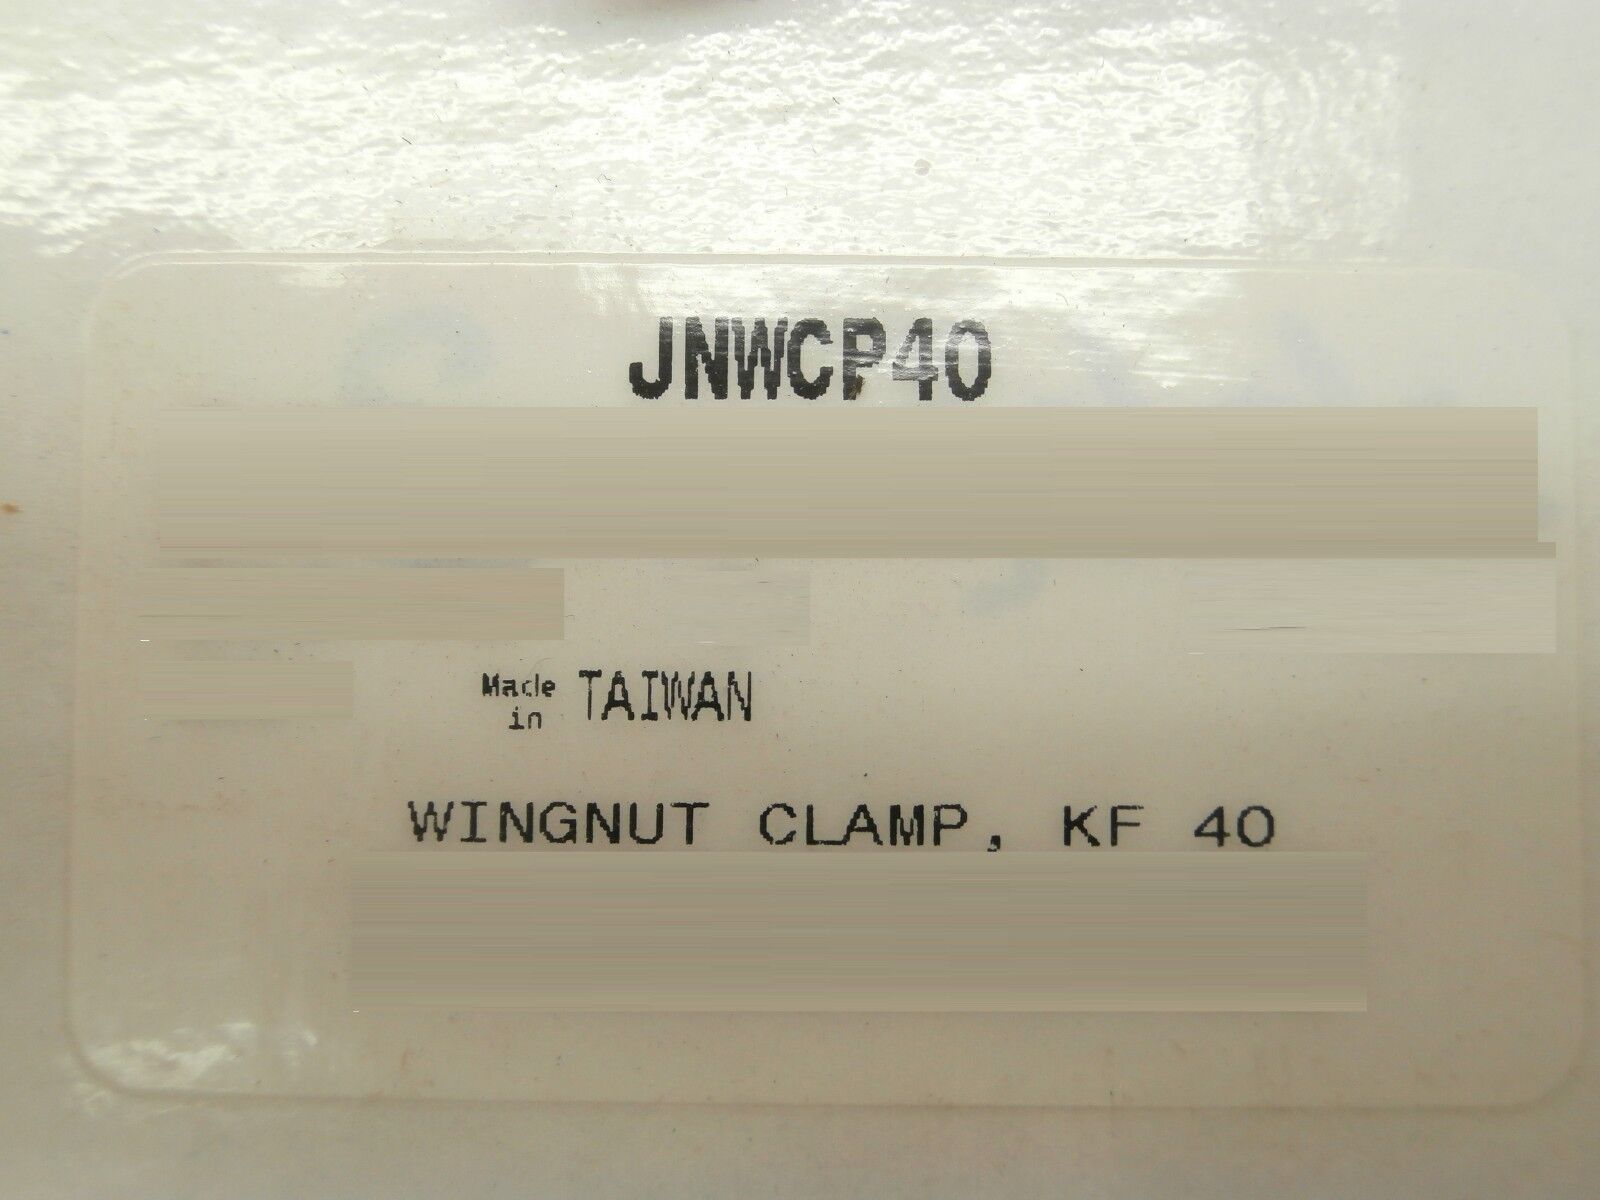 JNWCP40
Made in TAIWAN
WINGNUT CLAMP, KF 40